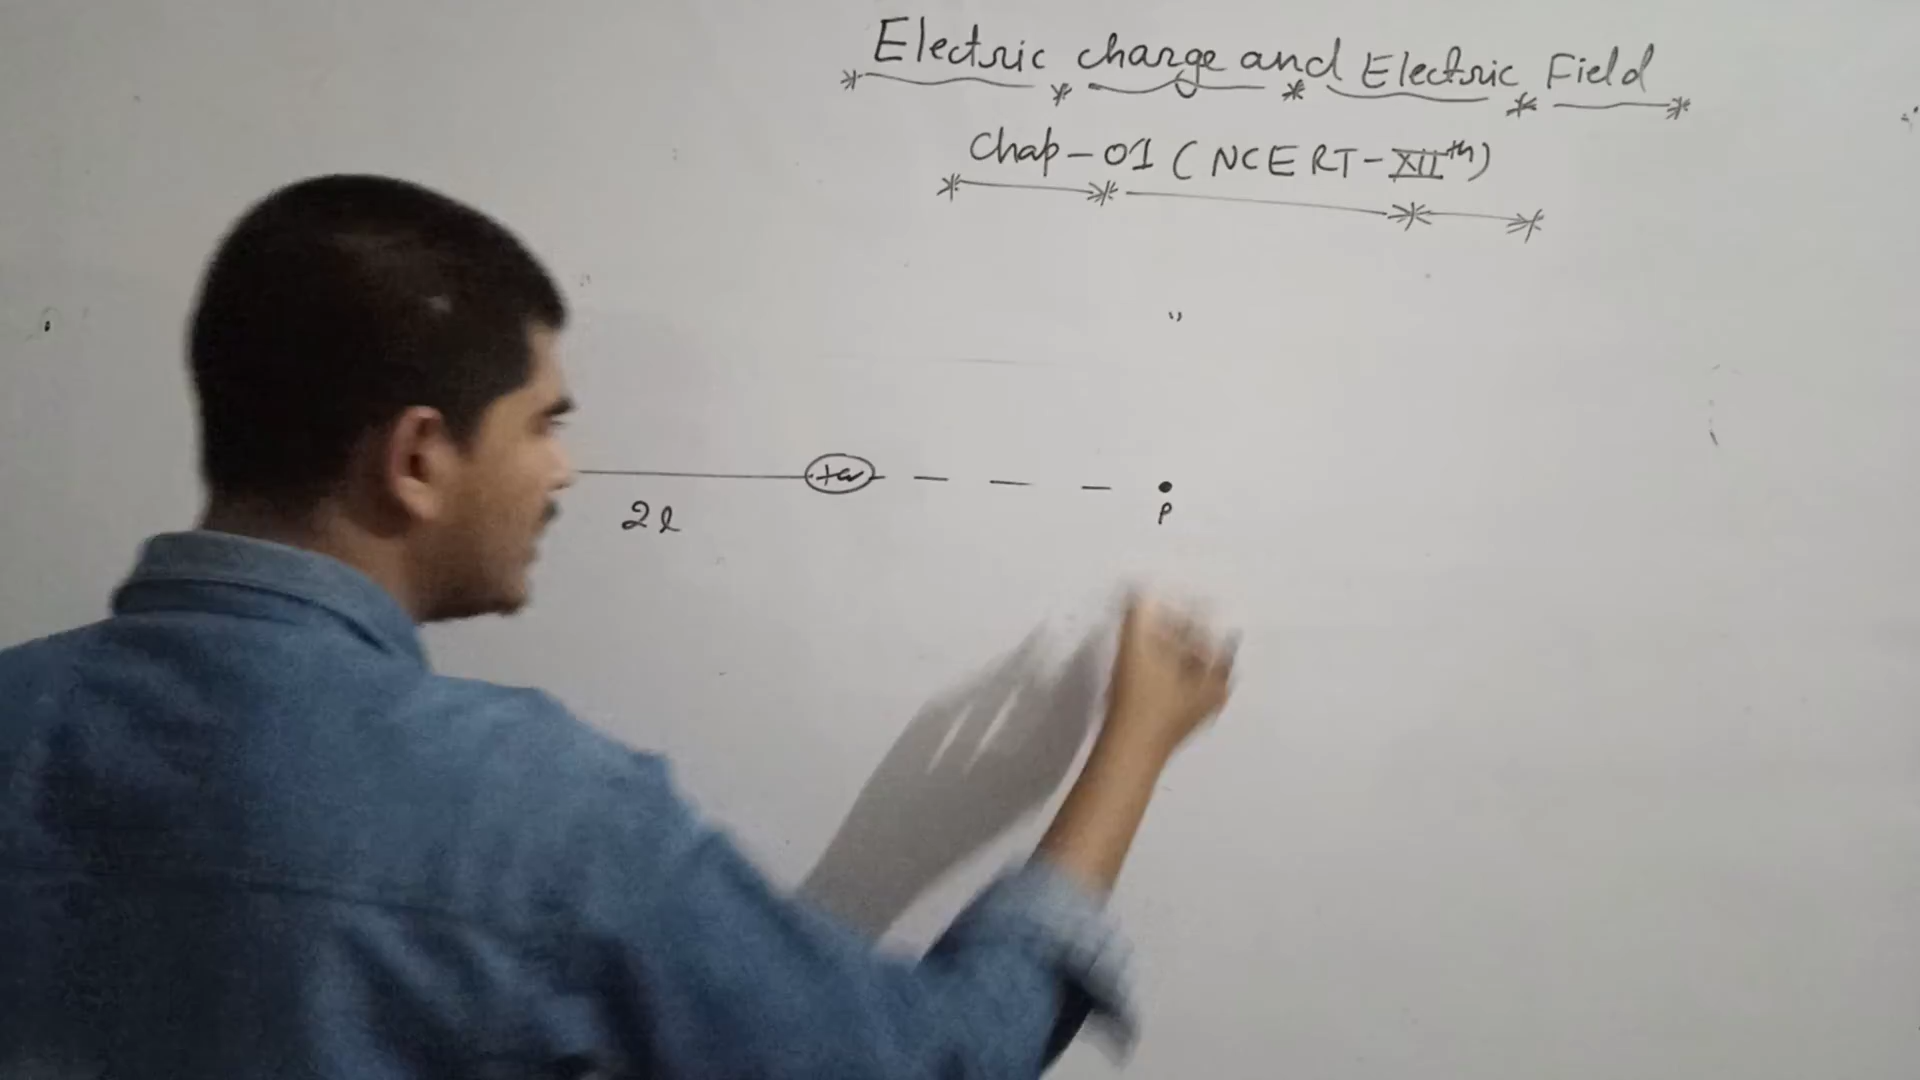 Electric charge and Electric Field
Chap-01 (NCERT-XIIth)
+q
P
2l